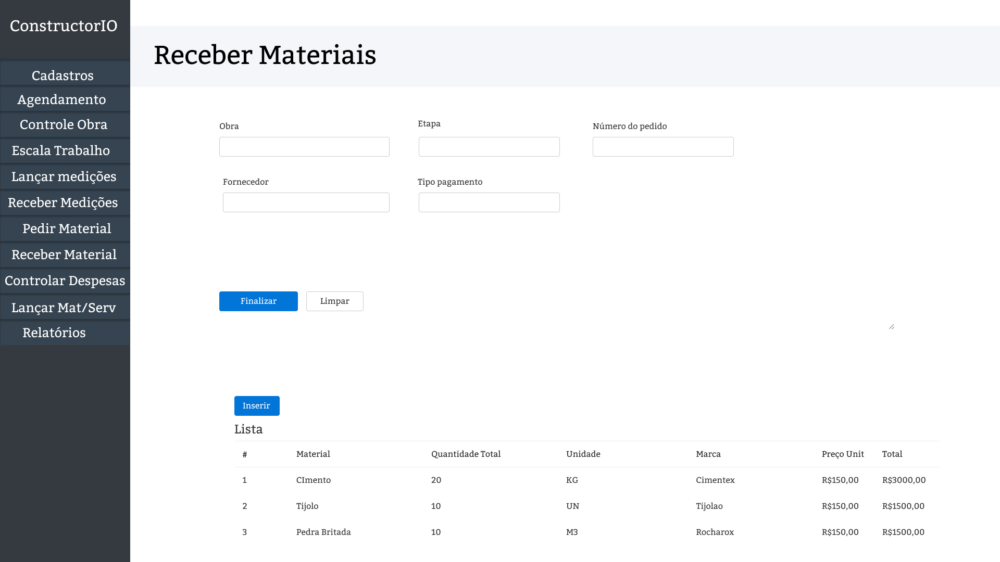 ConstructorIO
Cadastros
Agendamento
Controle Obra
Escala Trabalho
Lançar medições
Receber Medições
Pedir Material
Receber Material
Controlar Despesas
Lançar Mat/Serv
Relatórios
Receber Materiais
Obra Etapa Número do pedido
Fornecedor Tipo pagamento
Finalizar Limpar
Inserir
Lista
# Material Quantidade Total Unidade Marca Preço Unit Total
1 CImento 20 KG Cimentex R$150,00 R$3000,00
2 Tijolo 10 UN Tijolao R$150,00 R$1500,00
3 Pedra Britada 10 M3 Rocharox R$150,00 R$1500,00